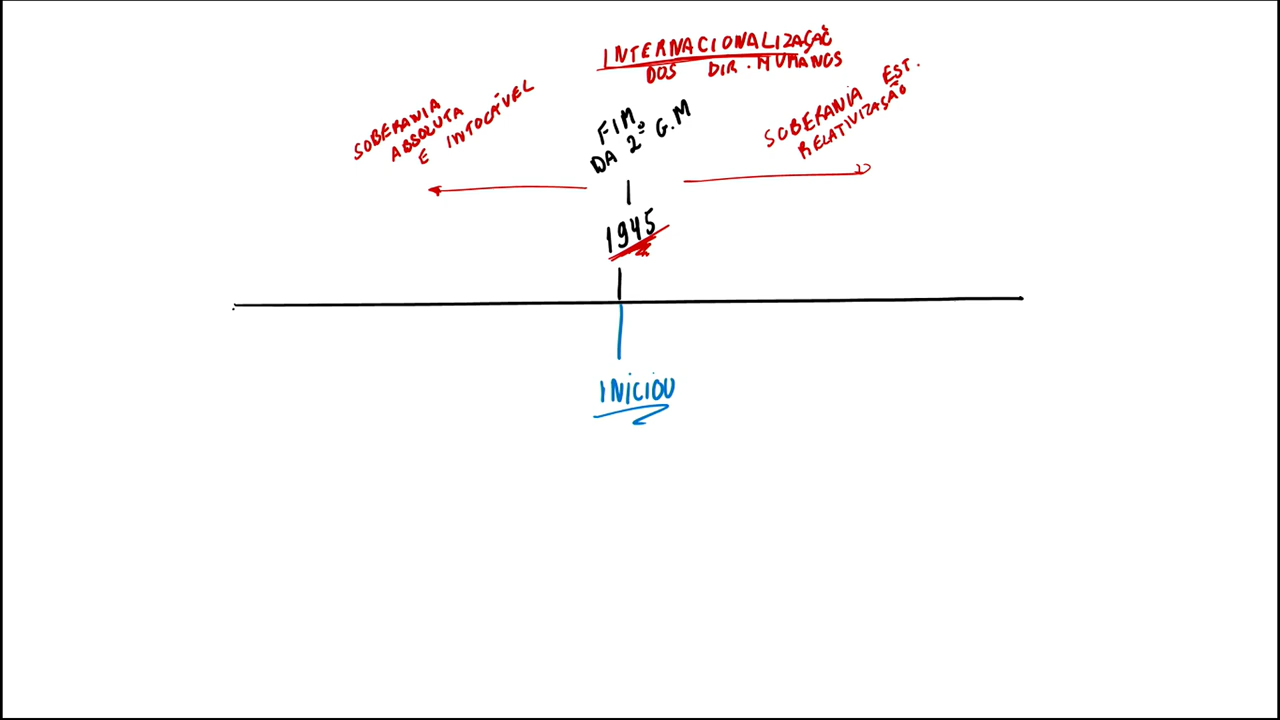 INTERNACIONALIZAÇÃO
DOS DIR. HUMANOS
SOBERANIA
ABSOLUTA
E INTOCÁVEL
FIM
DA 2º G.M
SOBERANIA EST.
RELATIVIZAÇÃO
1945
INICIOU